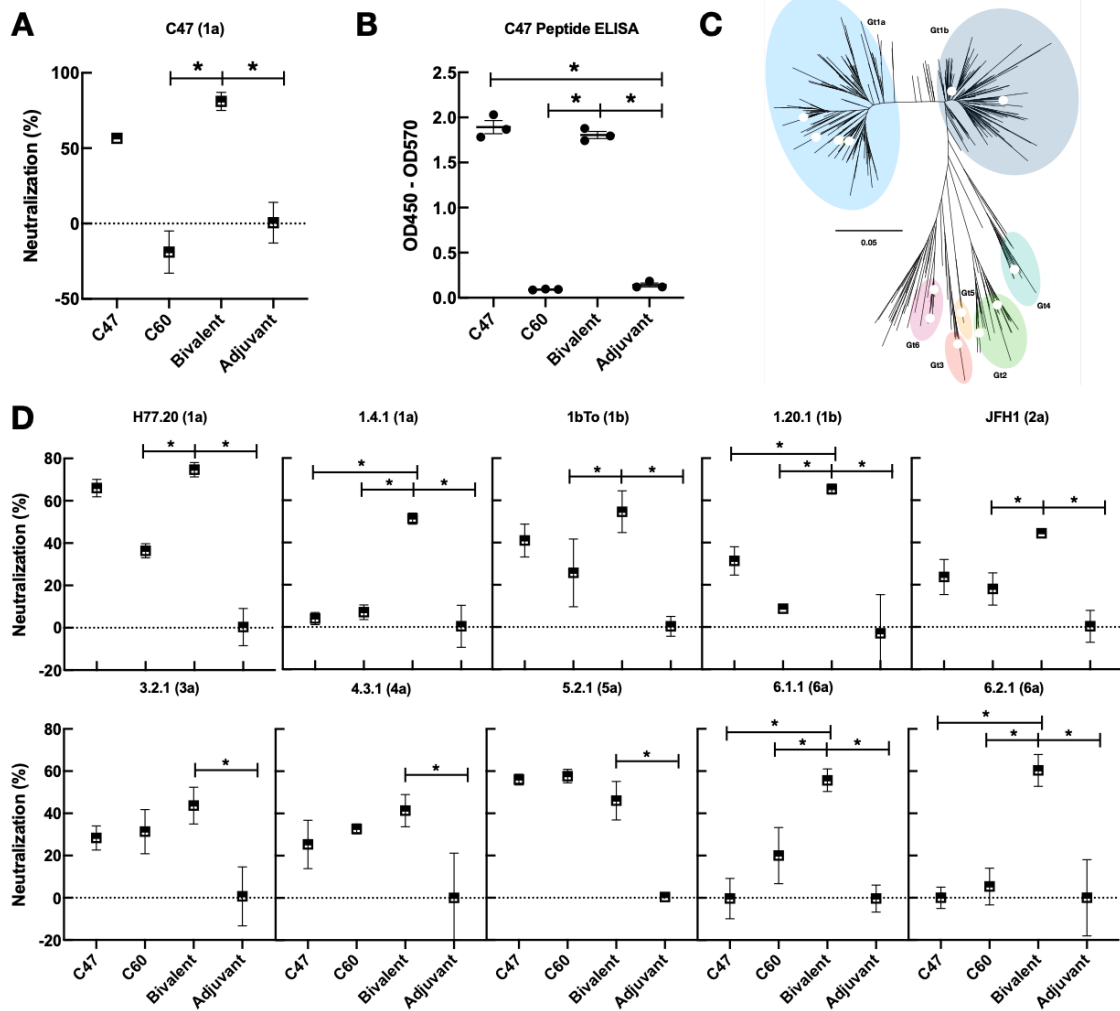 A
C47 (1a)
Neutralization (%)
100
50
0
-50
* *
C47
C60
Bivalent
Adjuvant
B
C47 Peptide ELISA
OD450 - OD570
2.5
2.0
1.5
1.0
0.5
0.0
*
* *
C47
C60
Bivalent
Adjuvant
C
Gt1a
Gt1b
0.05
Gt4
Gt5
Gt6
Gt3
Gt2
D
H77.20 (1a)
1.4.1 (1a)
1bTo (1b)
1.20.1 (1b)
JFH1 (2a)
Neutralization (%)
80
60
40
20
0
-20
* *
*
* *
* *
*
* *
* *
3.2.1 (3a)
4.3.1 (4a)
5.2.1 (5a)
6.1.1 (6a)
6.2.1 (6a)
Neutralization (%)
80
60
40
20
0
-20
*
*
*
*
* *
*
* *
C47
C60
Bivalent
Adjuvant
C47
C60
Bivalent
Adjuvant
C47
C60
Bivalent
Adjuvant
C47
C60
Bivalent
Adjuvant
C47
C60
Bivalent
Adjuvant